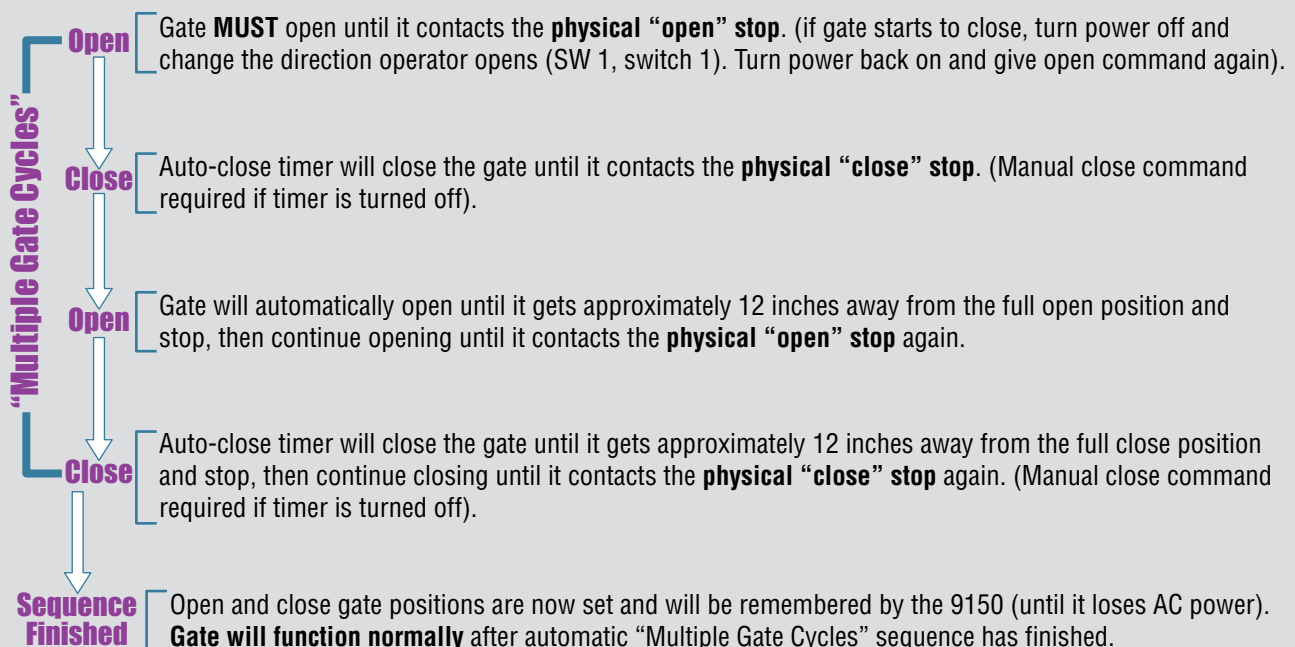 "Multiple Gate Cycles"
Open
Gate MUST open until it contacts the physical "open" stop. (if gate starts to close, turn power off and
change the direction operator opens (SW 1, switch 1). Turn power back on and give open command again).
Close
Auto-close timer will close the gate until it contacts the physical "close" stop. (Manual close command
required if timer is turned off).
Open
Gate will automatically open until it gets approximately 12 inches away from the full open position and
stop, then continue opening until it contacts the physical "open" stop again.
Close
Auto-close timer will close the gate until it gets approximately 12 inches away from the full close position
and stop, then continue closing until it contacts the physical "close" stop again. (Manual close command
required if timer is turned off).
Sequence
Finished
Open and close gate positions are now set and will be remembered by the 9150 (until it loses AC power).
Gate will function normally after automatic "Multiple Gate Cycles" sequence has finished.